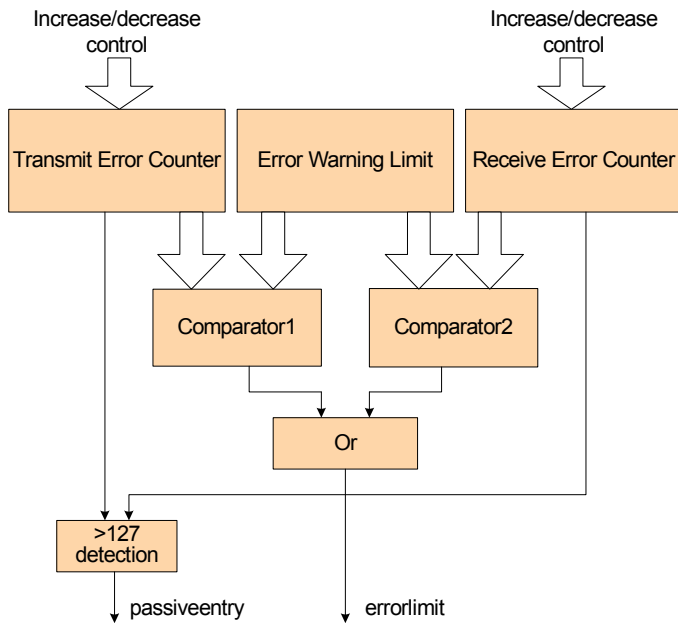 Increase/decrease
control
Increase/decrease
control
Transmit Error Counter
Error Warning Limit
Receive Error Counter
Comparator1
Comparator2
Or
>127
detection
passiveentry
errorlimit